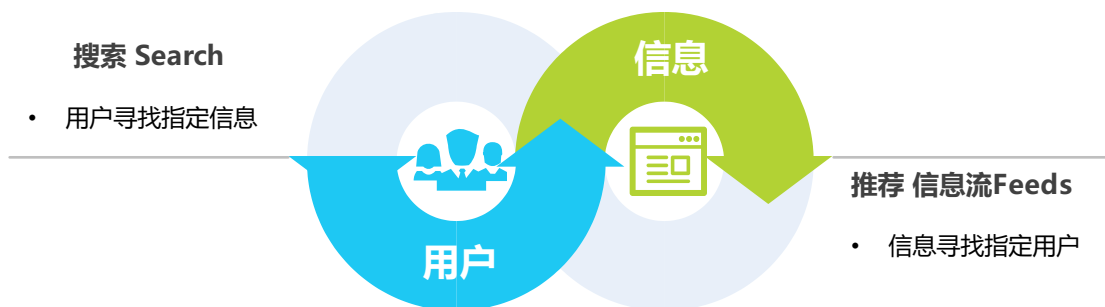 搜索 Search
• 用户寻找指定信息
信息
用户
推荐 信息流Feeds
• 信息寻找指定用户